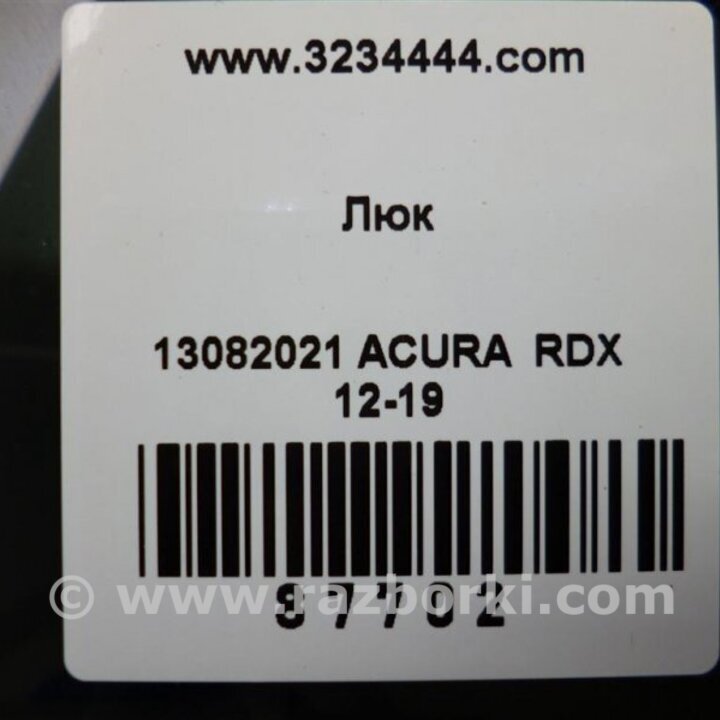 www.3234444.com
Люк
13082021 ACURA RDX
12-19
© www.razborki.com